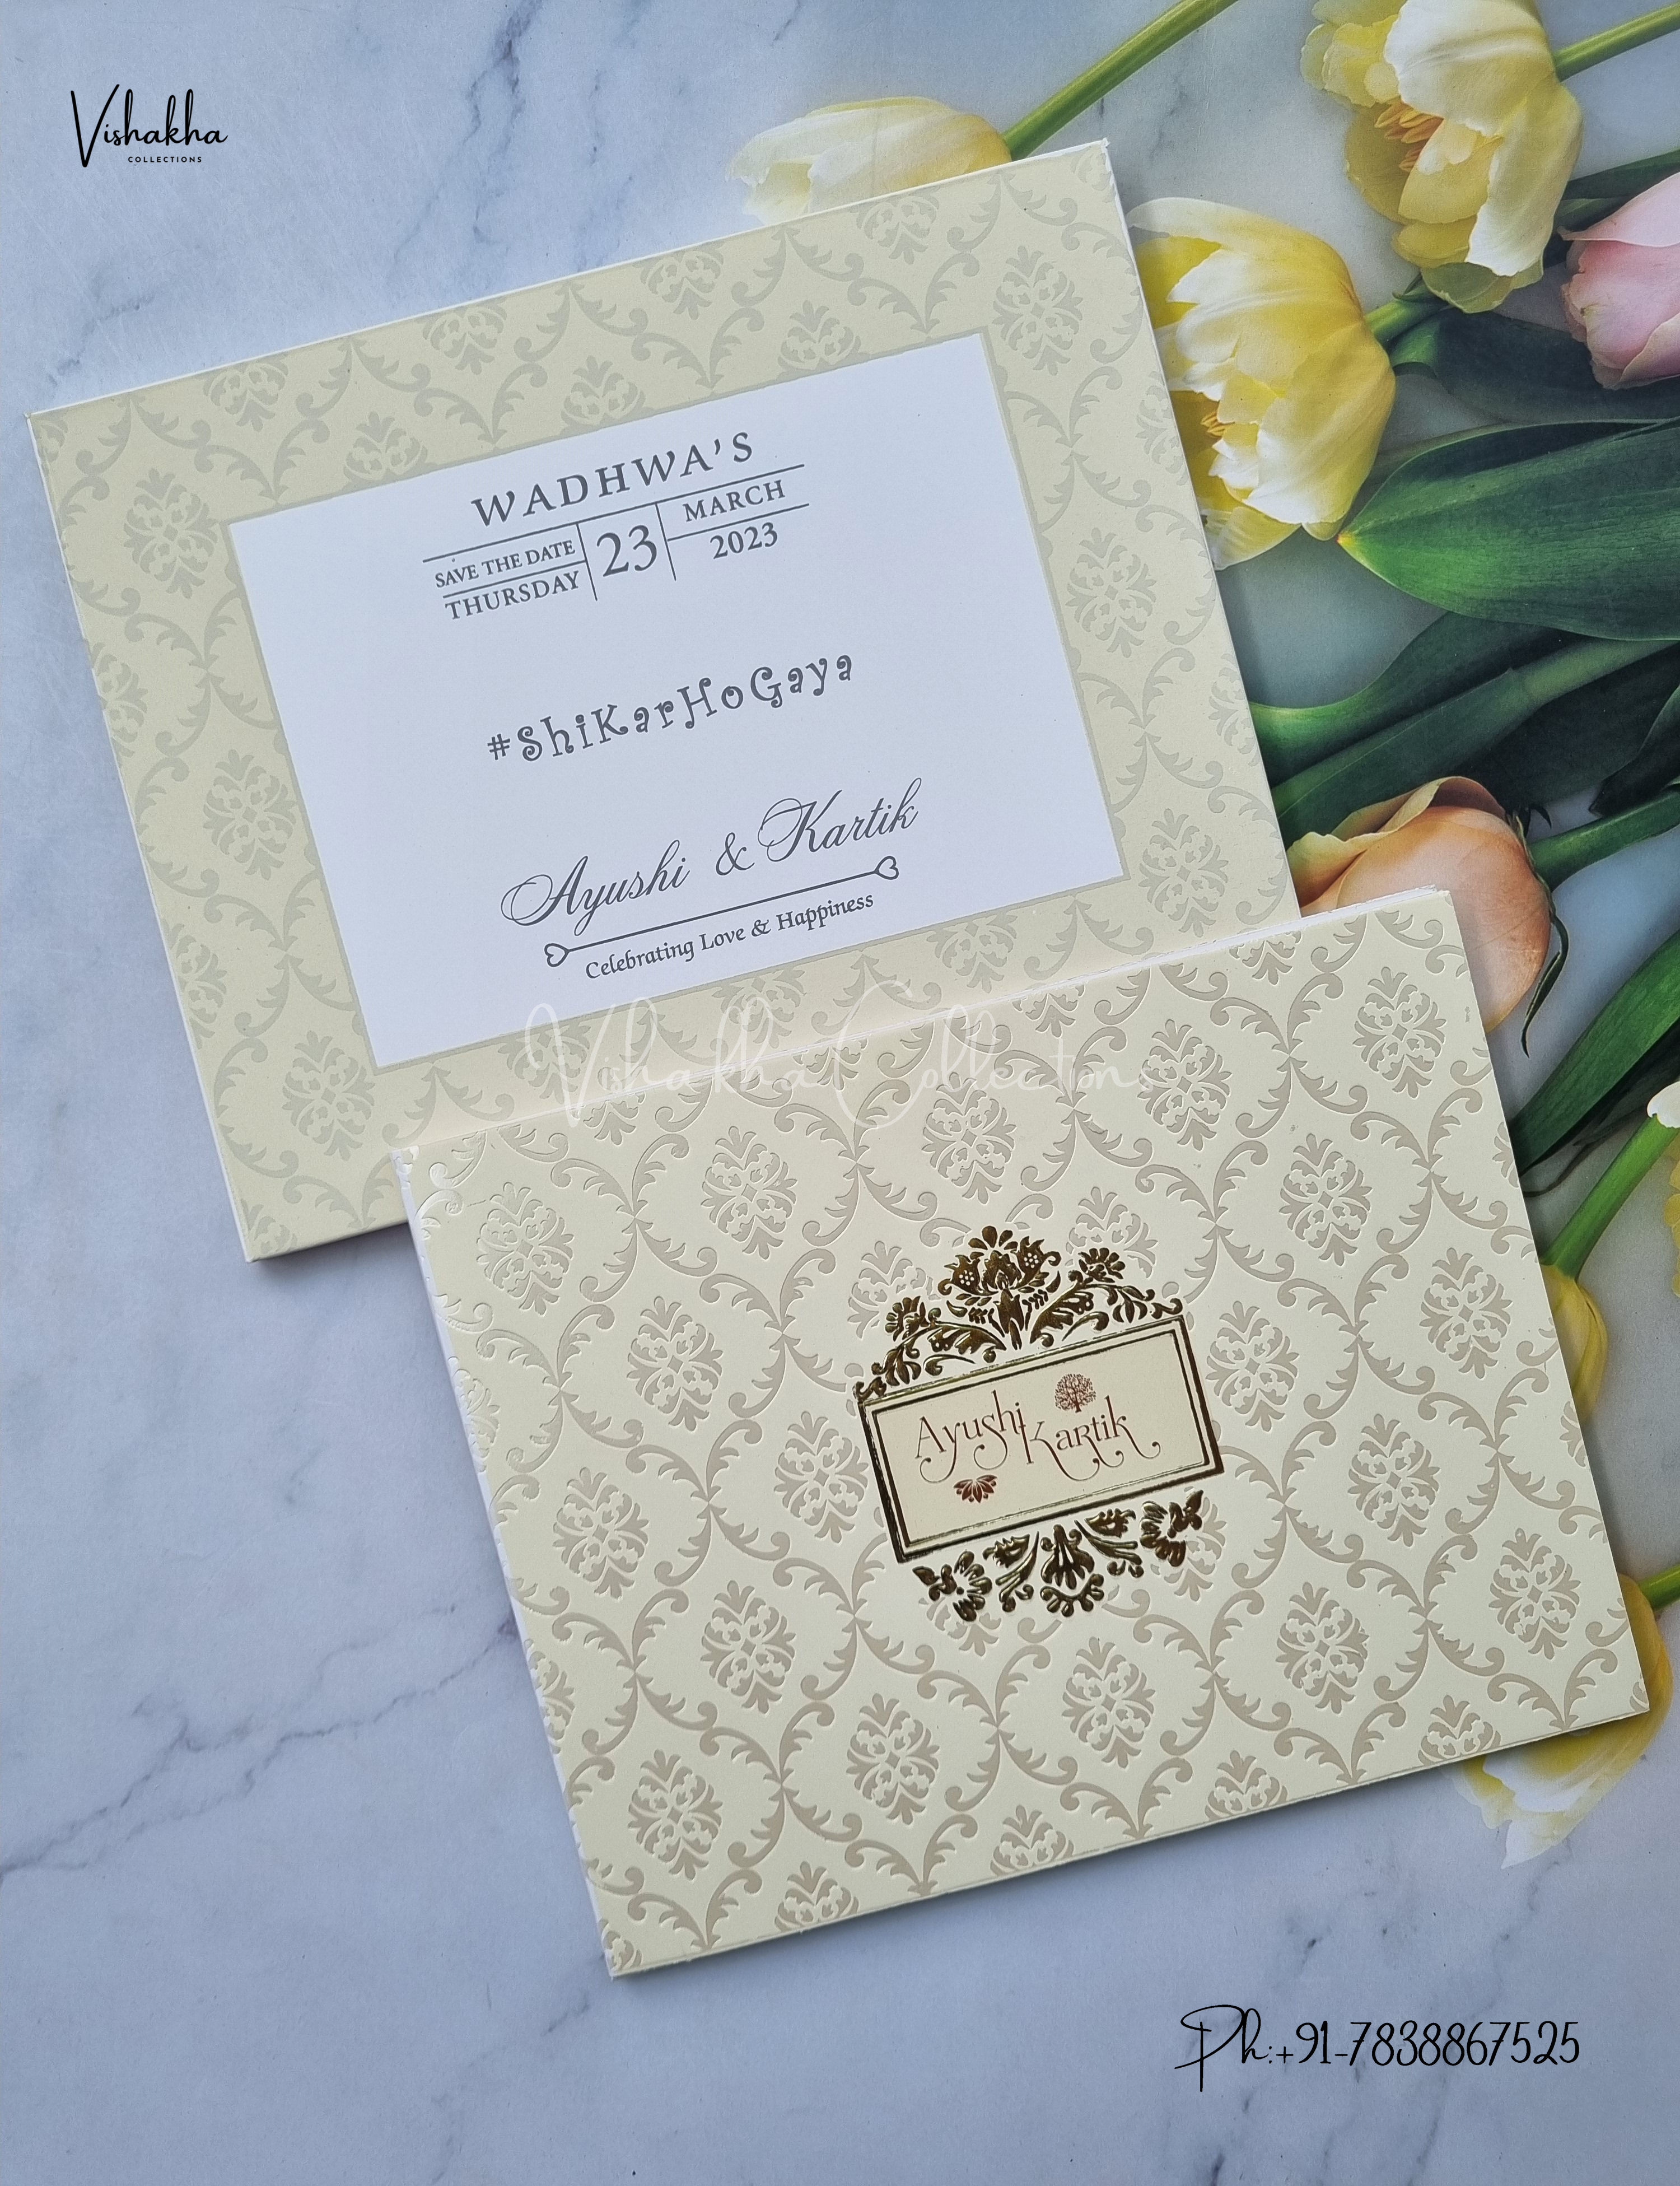 Vishakha
COLLECTIONS
WADHWA'S
SAVE THE DATE
THURSDAY
23
MARCH
2023
#ShiKarHoGaya
Ayushi & Kartik
Celebrating Love & Happiness
Vishakha Collections
Ayushi
Kartik
Ph:+91-7838867525